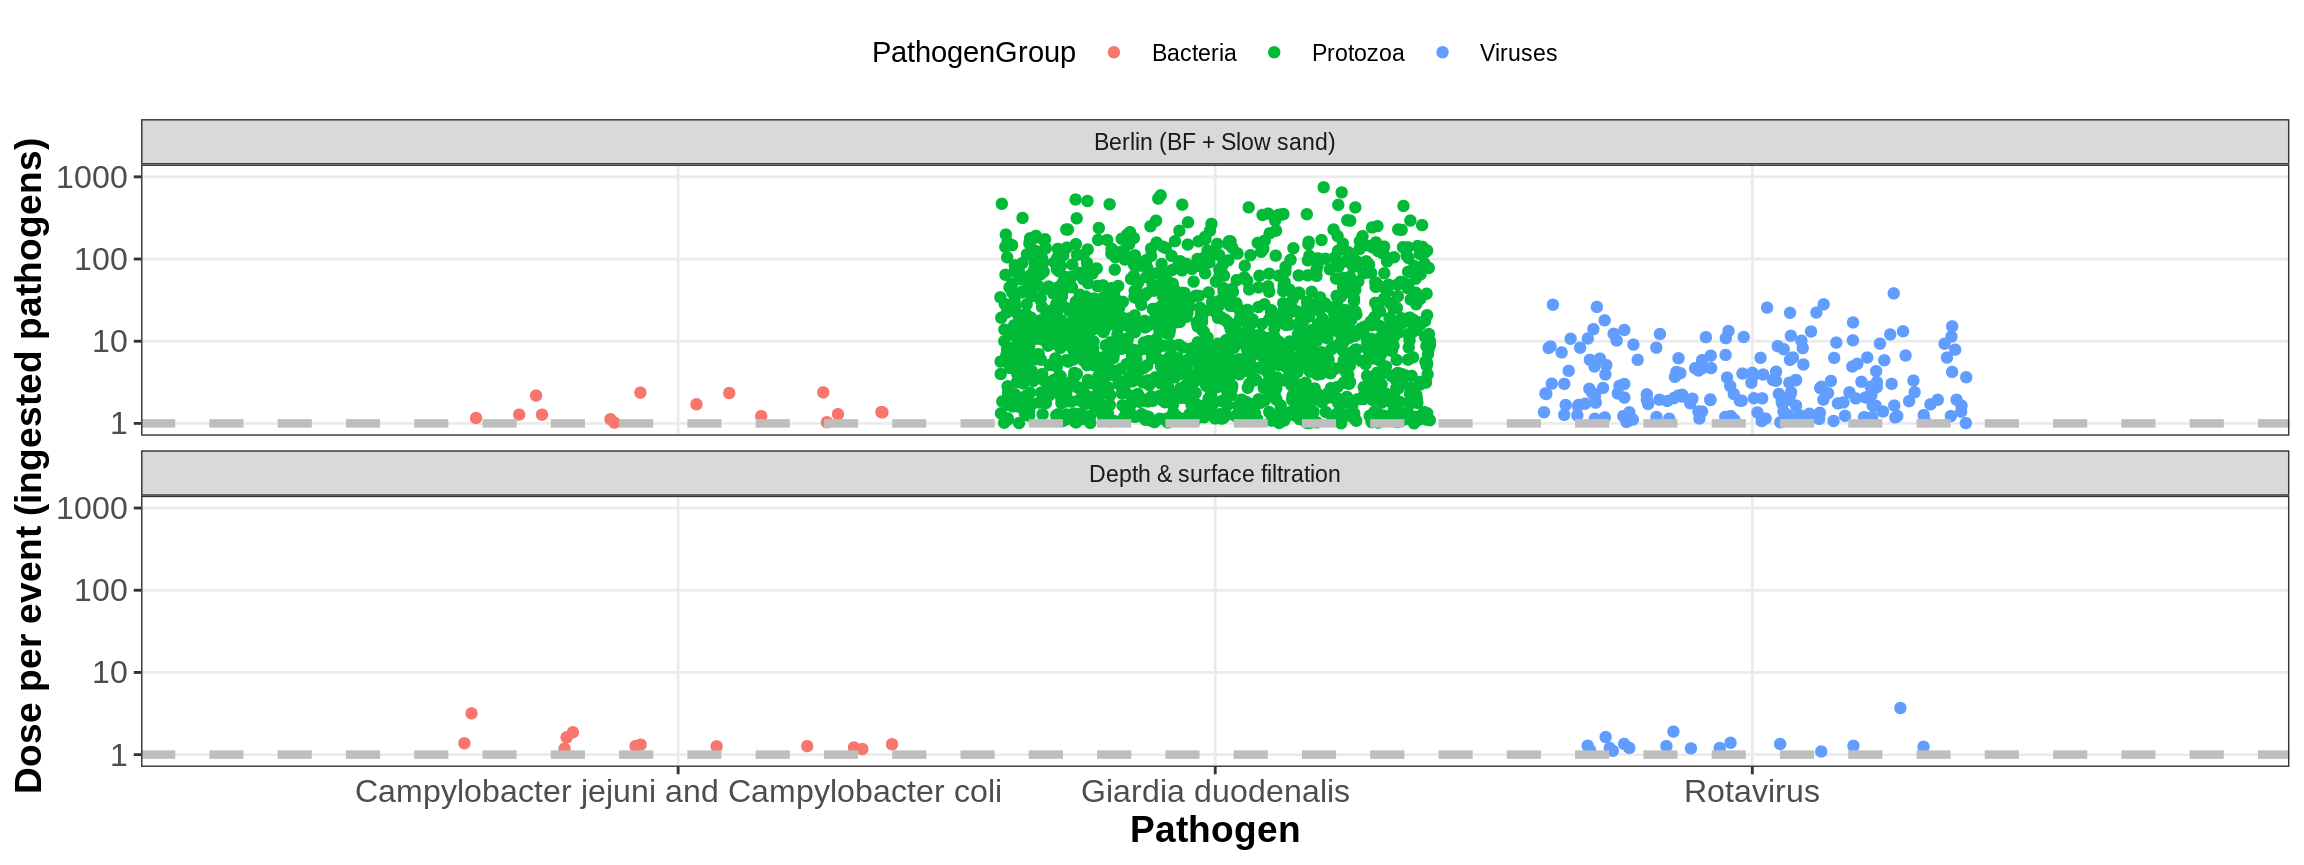 PathogenGroup Bacteria Protozoa Viruses
Dose per event (ingested pathogens)
Berlin (BF + Slow sand)
1000
100
10
1
Depth & surface filtration
1000
100
10
1
Campylobacter jejuni and Campylobacter coli Giardia duodenalis Rotavirus
Pathogen